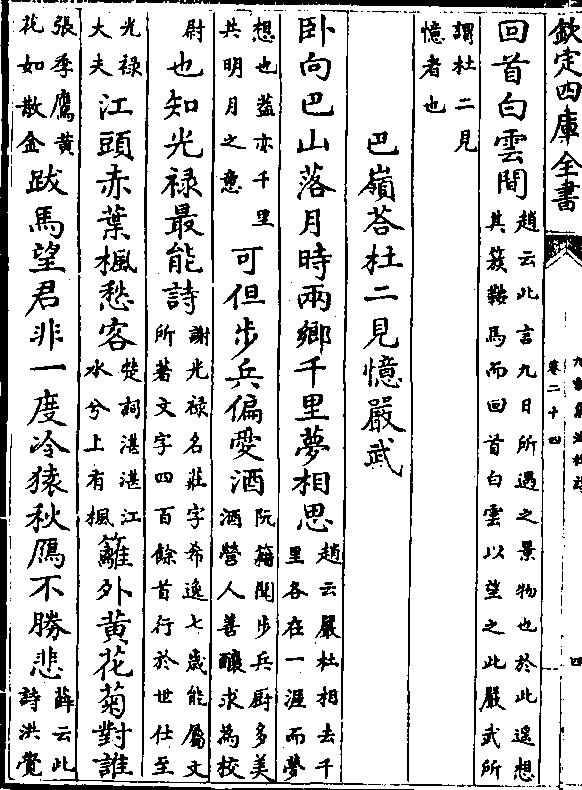 欽定四庫全書
卷二十四
四
回首白雲間趙云此言九日所遇之景物也於此遥想其簇鞍馬而回首白雲以望之此嚴武所
謂杜二見憶者也
巴嶺荅杜二見憶嚴武
卧向巴山落月時兩鄉千里夢相思趙云嚴杜相去千里各在一涯而夢
想也蓋亦千里共明月之意可但步兵偏愛酒阮籍聞步兵厨多美酒營人善釀求為校
尉也知光禄最能詩謝光禄名莊字希逸七歲能屬文所著文字四百餘首行於世仕至
光禄大夫江頭赤葉楓愁客楚詞湛湛江水兮上有楓籬外黄花菊對誰
張季鷹黄花如散金跋馬望君非一度冷猿秋鴈不勝悲薛云此詩洪覺